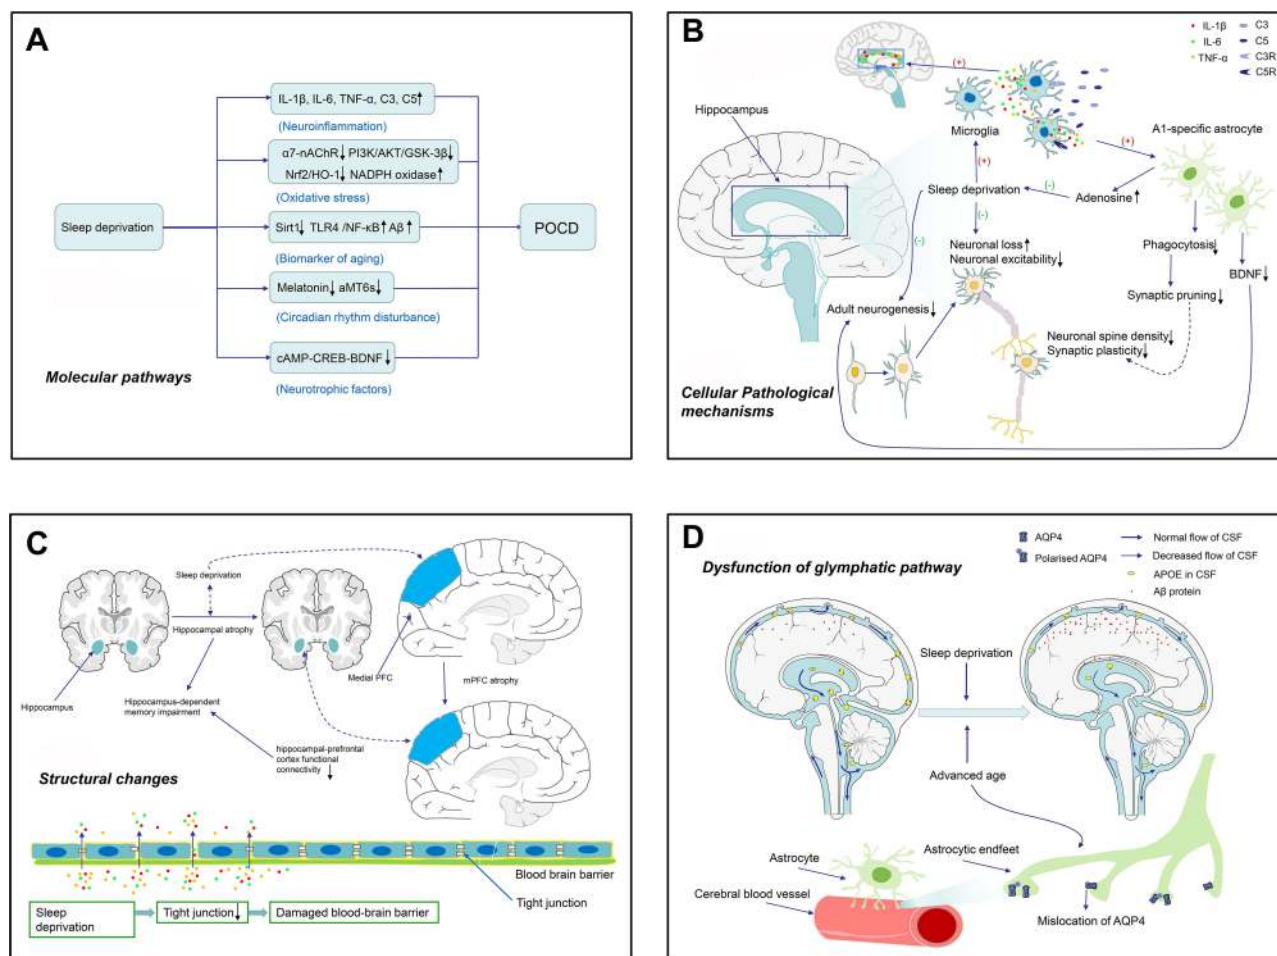 A
IL-1β, IL-6, TNF-α, C3, C5↑
(Neuroinflammation)
α7-nAChR↓ PI3K/AKT/GSK-3β↓
Nrf2/HO-1↓ NADPH oxidase↑
(Oxidative stress)
Sleep deprivation
Sirt1↓ TLR4 /NF-κB↑ Aβ↑
POCD
(Biomarker of aging)
Melatonin↓ aMT6s↓
(Circadian rhythm disturbance)
cAMP-CREB-BDNF↓
(Neurotrophic factors)
Molecular pathways
B
IL-1β
C3
IL-6
C5
TNF-α
C3R
C5R
(+)
Hippocampus
Microglia
A1-specific astrocyte
(+)
(+)
Sleep deprivation
(-)
Adenosine↑
(-)
(-)
Neuronal loss↑
Neuronal excitability↓
Phagocytosis↓
BDNF↓
Adult neurogenesis↓
Synaptic pruning↓
Neuronal spine density↓
Synaptic plasticity↓
Cellular Pathological
mechanisms
C
Sleep deprivation
Hippocampal atrophy
Medial PFC
mPFC atrophy
Hippocampus
Hippocampus-dependent
memory impairment
hippocampal-prefrontal
cortex functional
connectivity↓
Structural changes
Blood brain barrier
Tight junction
Sleep
deprivation
Tight junction↓
Damaged blood-brain barrier
D
AQP4
Normal flow of CSF
Polarised AQP4
Decreased flow of CSF
APOE in CSF
Aβ protein
Dysfunction of glymphatic pathway
Sleep deprivation
Advanced age
Astrocytic endfeet
Astrocyte
Cerebral blood vessel
Mislocation of AQP4